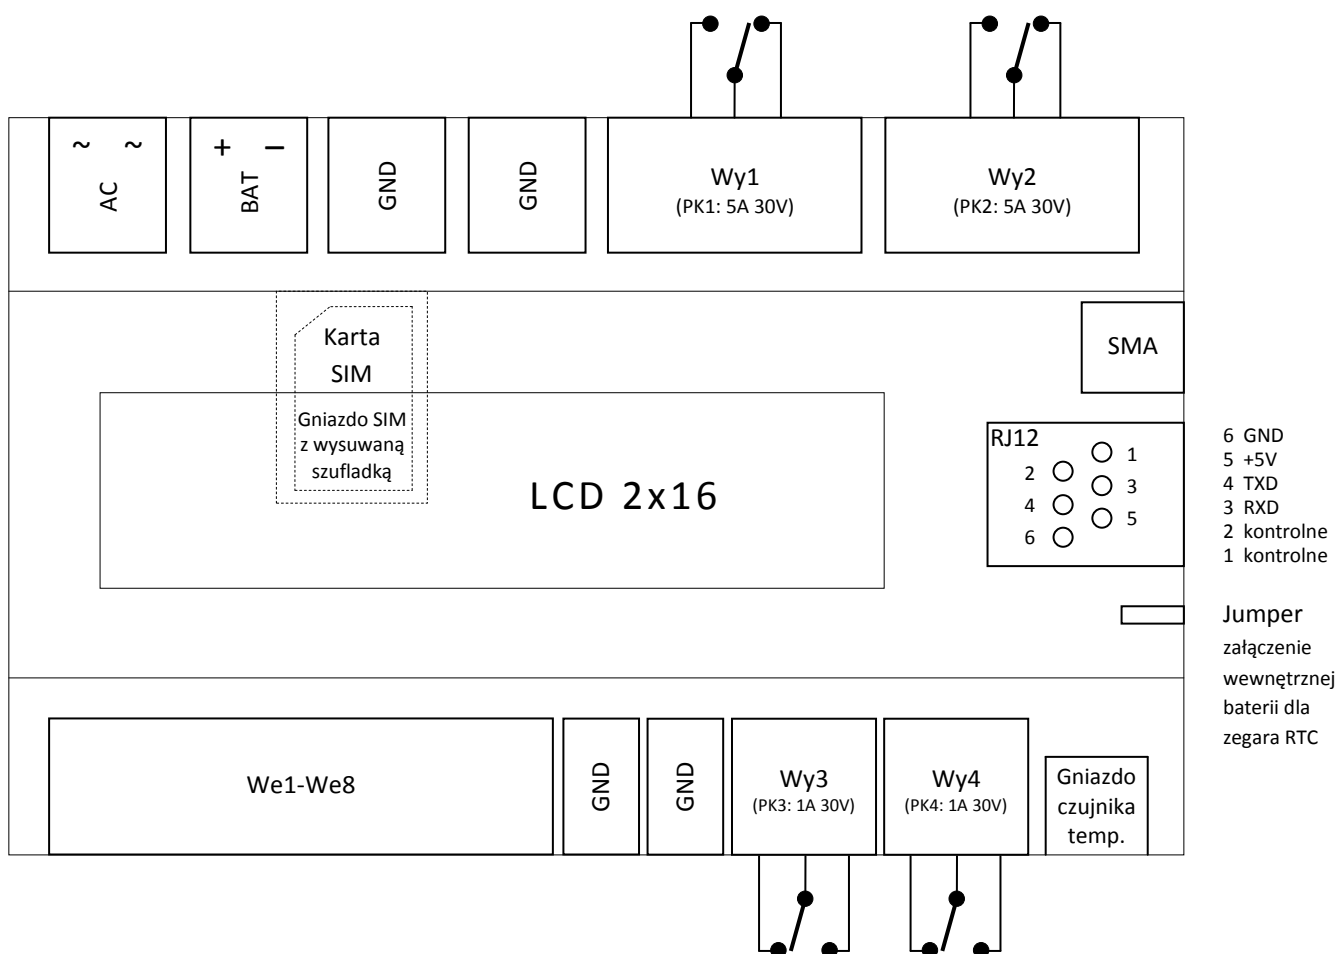 ~ ~
AC
+ −
BAT
GND
GND
Wy1
(PK1: 5A 30V)
Wy2
(PK2: 5A 30V)
Karta
SIM
Gniazdo SIM
z wysuwaną
szufladką
LCD 2x16
SMA
RJ12
1
2
3
4
5
6
6 GND
5 +5V
4 TXD
3 RXD
2 kontrolne
1 kontrolne
Jumper
załączenie
wewnętrznej
baterii dla
zegara RTC
We1-We8
GND
GND
Wy3
(PK3: 1A 30V)
Wy4
(PK4: 1A 30V)
Gniazdo
czujnika
temp.